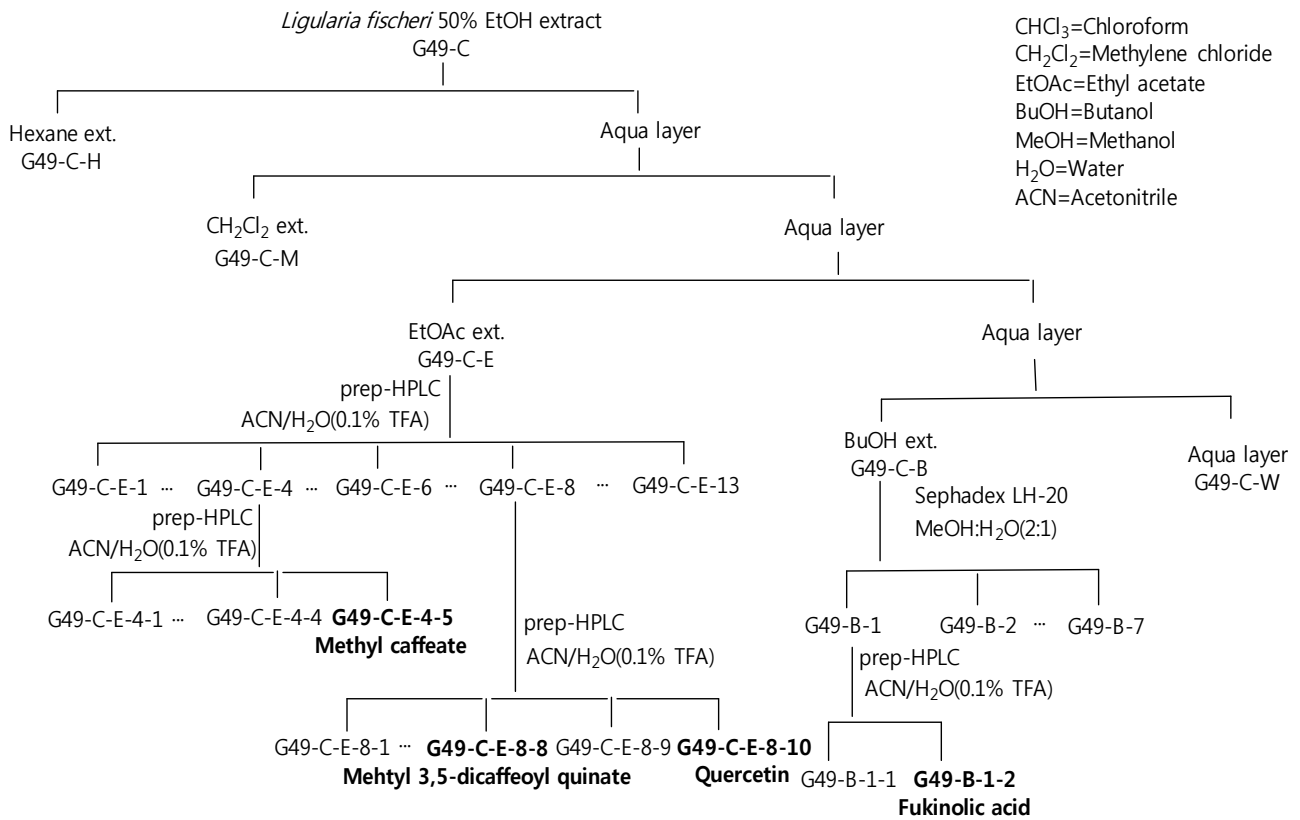 Ligularia fischeri 50% EtOH extract
G49-C
CHCl₃=Chloroform
CH₂Cl₂=Methylene chloride
EtOAc=Ethyl acetate
BuOH=Butanol
MeOH=Methanol
H₂O=Water
ACN=Acetonitrile
Hexane ext.
G49-C-H
Aqua layer
CH₂Cl₂ ext.
G49-C-M
Aqua layer
EtOAc ext.
G49-C-E
Aqua layer
prep-HPLC
ACN/H₂O(0.1% TFA)
BuOH ext.
G49-C-B
Aqua layer
G49-C-W
G49-C-E-1 ··· G49-C-E-4 ··· G49-C-E-6 ··· G49-C-E-8 ··· G49-C-E-13
Sephadex LH-20
MeOH:H₂O(2:1)
prep-HPLC
ACN/H₂O(0.1% TFA)
G49-C-E-4-1 ··· G49-C-E-4-4 G49-C-E-4-5
Methyl caffeate
prep-HPLC
ACN/H₂O(0.1% TFA)
G49-B-1 G49-B-2 ··· G49-B-7
prep-HPLC
ACN/H₂O(0.1% TFA)
G49-C-E-8-1 ··· G49-C-E-8-8 G49-C-E-8-9 G49-C-E-8-10
Mehtyl 3,5-dicaffeoyl quinate Quercetin
G49-B-1-1 G49-B-1-2
Fukinolic acid